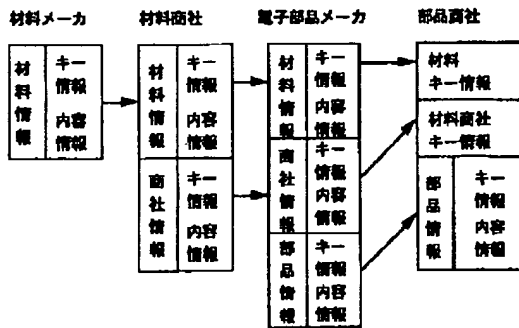 材料メーカ 材料商社 電子部品メーカ 部品商社
材料情報
キー
情報
内容
情報
材料情報
キー
情報
内容
情報
商社情報
キー
情報
内容
情報
材料情報
キー
情報
内容
情報
商社情報
キー
情報
内容
情報
部品情報
キー
情報
内容
情報
材料
キー情報
材料商社
キー情報
部品情報
キー
情報
内容
情報